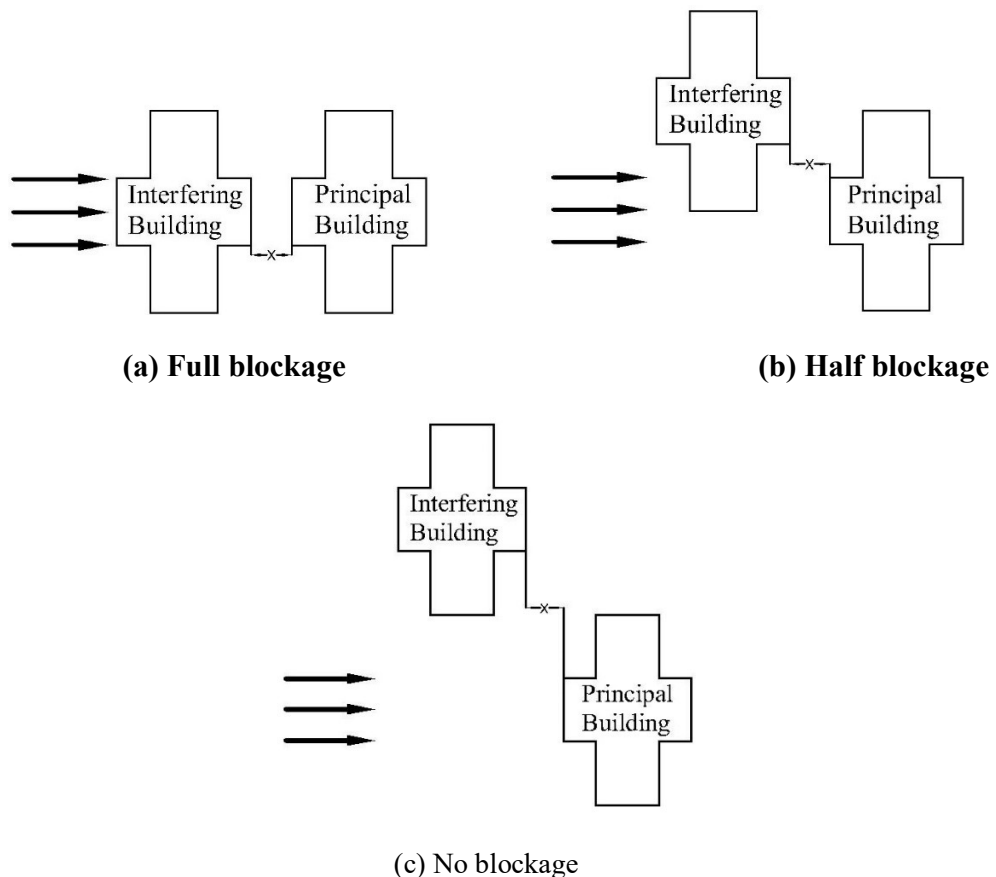 Interfering
Building
Principal
Building
x
(a) Full blockage
Interfering
Building
x
Principal
Building
(b) Half blockage
Interfering
Building
x
Principal
Building
(c) No blockage